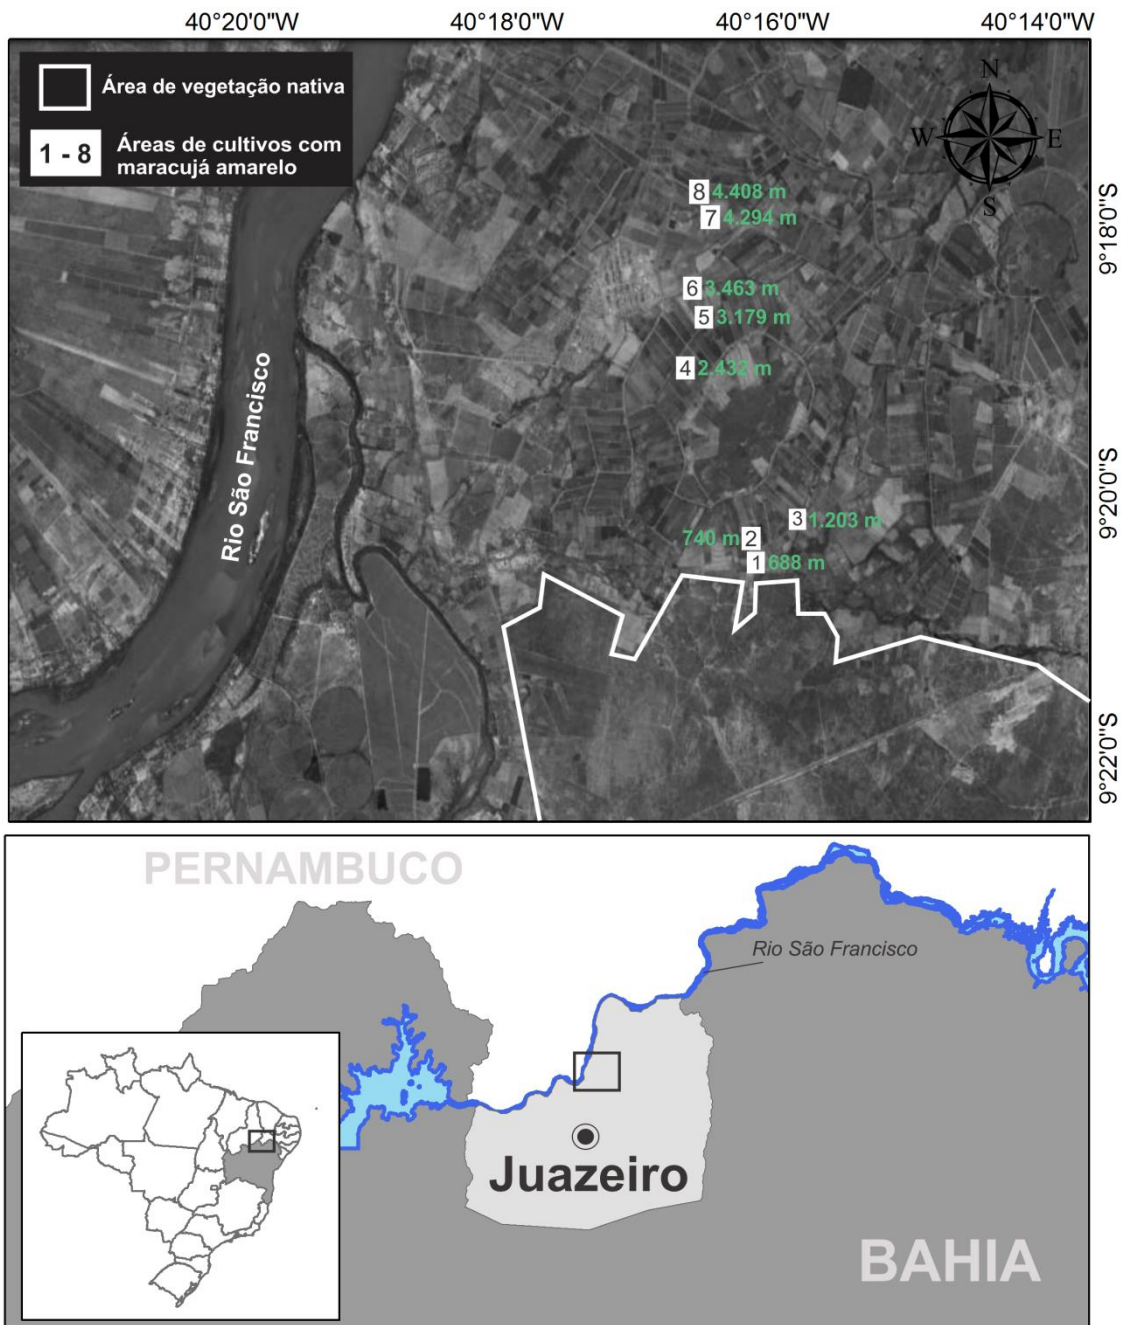 40°20'0"W 40°18'0"W 40°16'0"W 40°14'0"W
Área de vegetação nativa
1 - 8 Áreas de cultivos com
maracujá amarelo
N
W E
S
9°18'0"S
8 4.408 m
7 4.294 m
6 3.463 m
5 3.179 m
4 2.432 m
Rio São Francisco
9°20'0"S
3 1.203 m
740 m 2
1 688 m
9°22'0"S
PERNAMBUCO
Rio São Francisco
Juazeiro
BAHIA